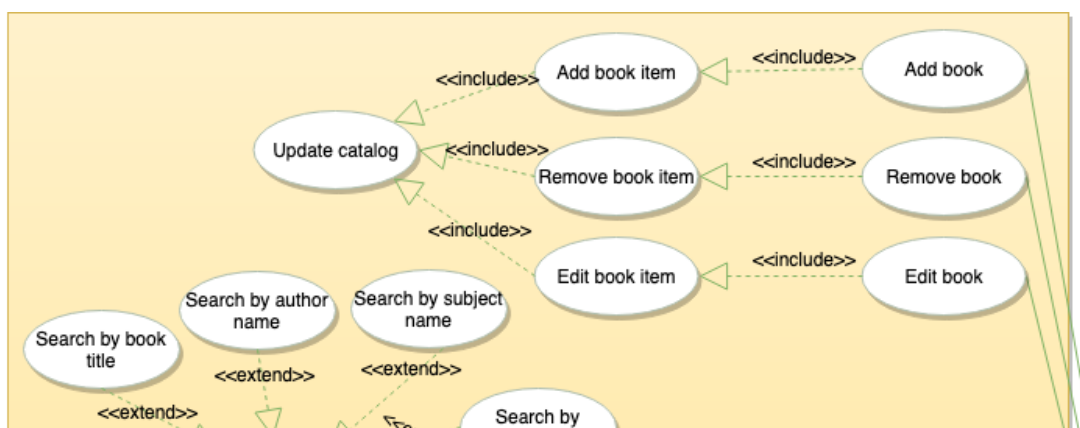 <<include>>
Add book item
<<include>>
Add book
Update catalog
<<include>>
Remove book item
<<include>>
Remove book
<<include>>
Edit book item
<<include>>
Edit book
Search by book
title
Search by author
name
Search by subject
name
<<extend>>
<<extend>>
<<extend>>
Search by